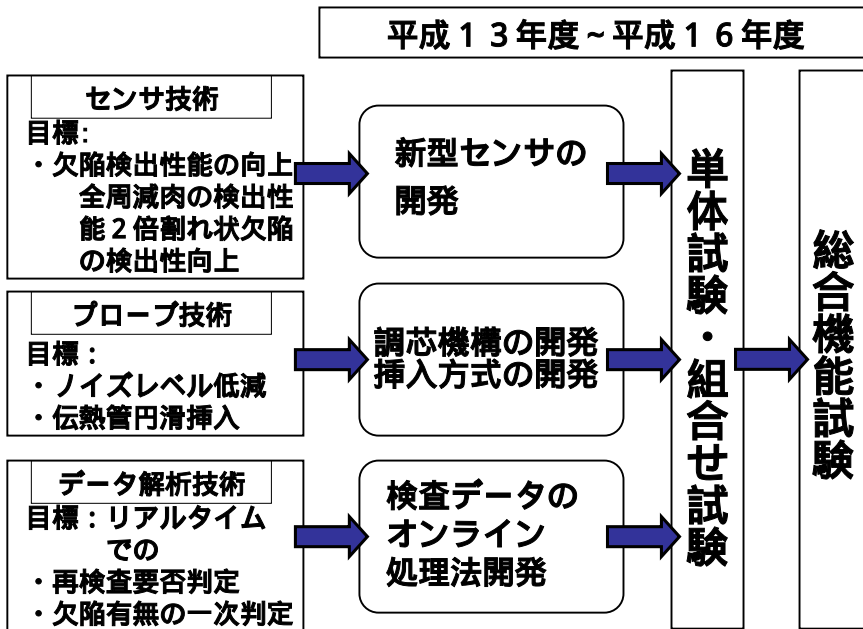 平成１３年度~平成１６年度
センサ技術
目標:
・欠陥検出性能の向上
全周減肉の検出性
能２倍割れ状欠陥
の検出性向上
新型センサの
開発
プローブ技術
目標：
・ノイズレベル低減
・伝熱管円滑挿入
調芯機構の開発
挿入方式の開発
データ解析技術
目標：リアルタイム
での
・再検査要否判定
・欠陥有無の一次判定
検査データの
オンライン
処理法開発
単体試験・組合せ試験
総合機能試験